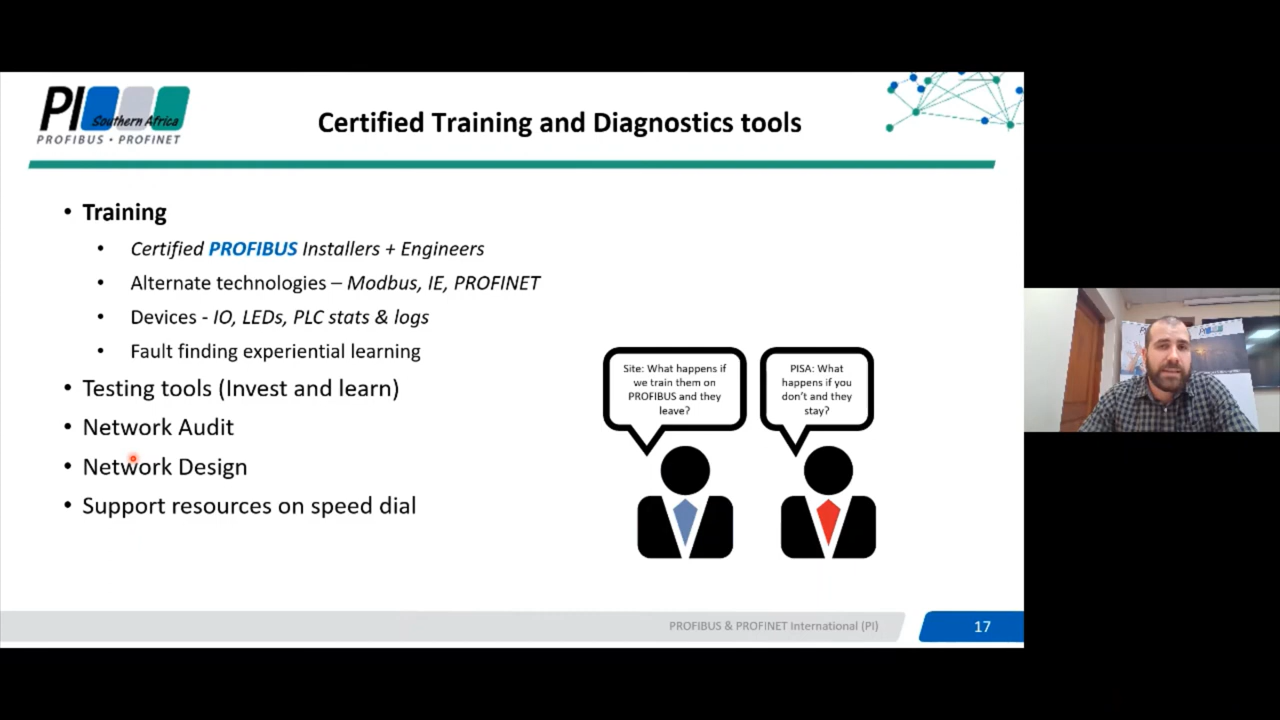 PI
Southern Africa
PROFIBUS • PROFINET
Certified Training and Diagnostics tools
• Training
• Certified PROFIBUS Installers + Engineers
• Alternate technologies – Modbus, IE, PROFINET
• Devices - IO, LEDs, PLC stats & logs
• Fault finding experiential learning
• Testing tools (Invest and learn)
• Network Audit
• Network Design
• Support resources on speed dial
Site: What happens if
we train them on
PROFIBUS and they
leave?
PISA: What
happens if you
don't and they
stay?
PROFIBUS & PROFINET International (PI)
17